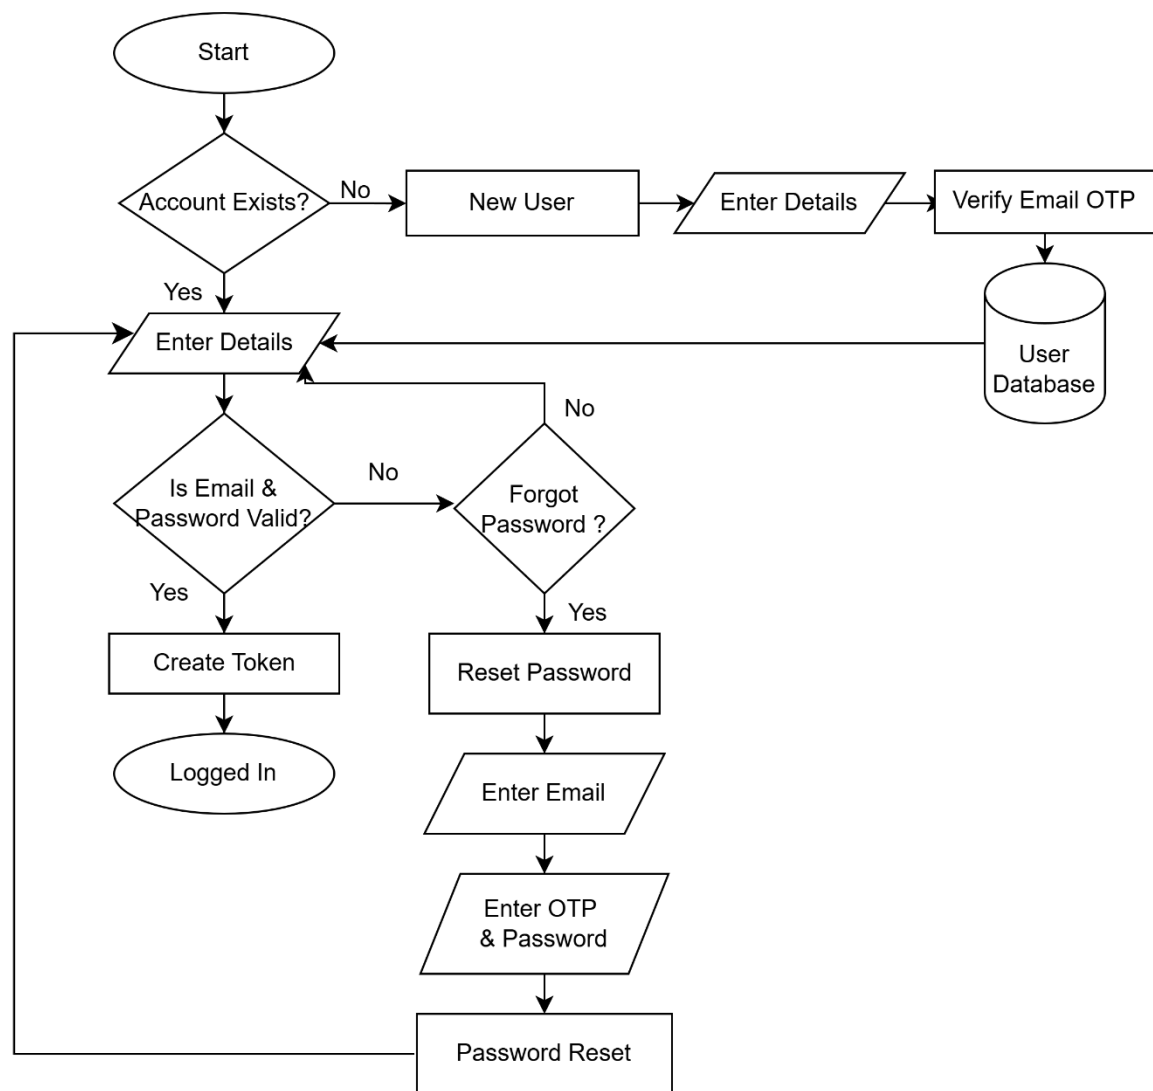 Start
Account Exists?
No
New User
Enter Details
Verify Email OTP
Yes
Enter Details
User
Database
No
Is Email &
Password Valid?
No
Forgot
Password ?
Yes
Yes
Create Token
Reset Password
Logged In
Enter Email
Enter OTP
& Password
Password Reset